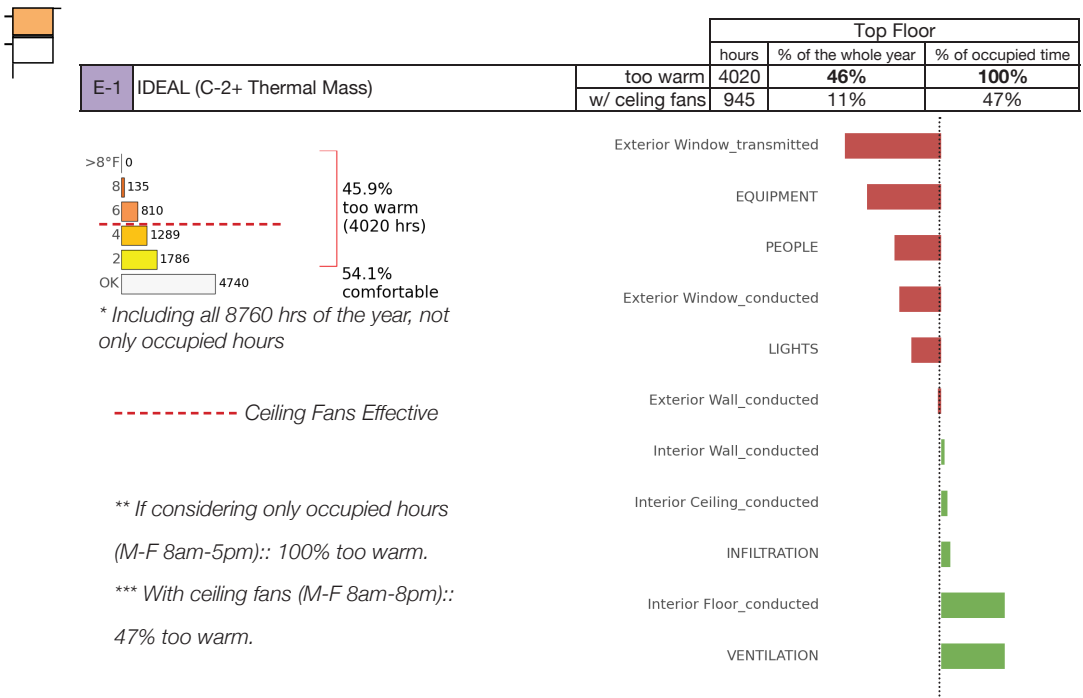 Top Floor
hours % of the whole year % of occupied time
E-1 IDEAL (C-2+ Thermal Mass) too warm 4020 46% 100%
w/ celing fans 945 11% 47%
>8°F 0
8 135
6 810
4 1289
2 1786
OK 4740
45.9%
too warm
(4020 hrs)
54.1%
comfortable
* Including all 8760 hrs of the year, not
only occupied hours
Ceiling Fans Effective
** If considering only occupied hours
(M-F 8am-5pm):: 100% too warm.
*** With ceiling fans (M-F 8am-8pm)::
47% too warm.
Exterior Window_transmitted
EQUIPMENT
PEOPLE
Exterior Window_conducted
LIGHTS
Exterior Wall_conducted
Interior Wall_conducted
Interior Ceiling_conducted
INFILTRATION
Interior Floor_conducted
VENTILATION